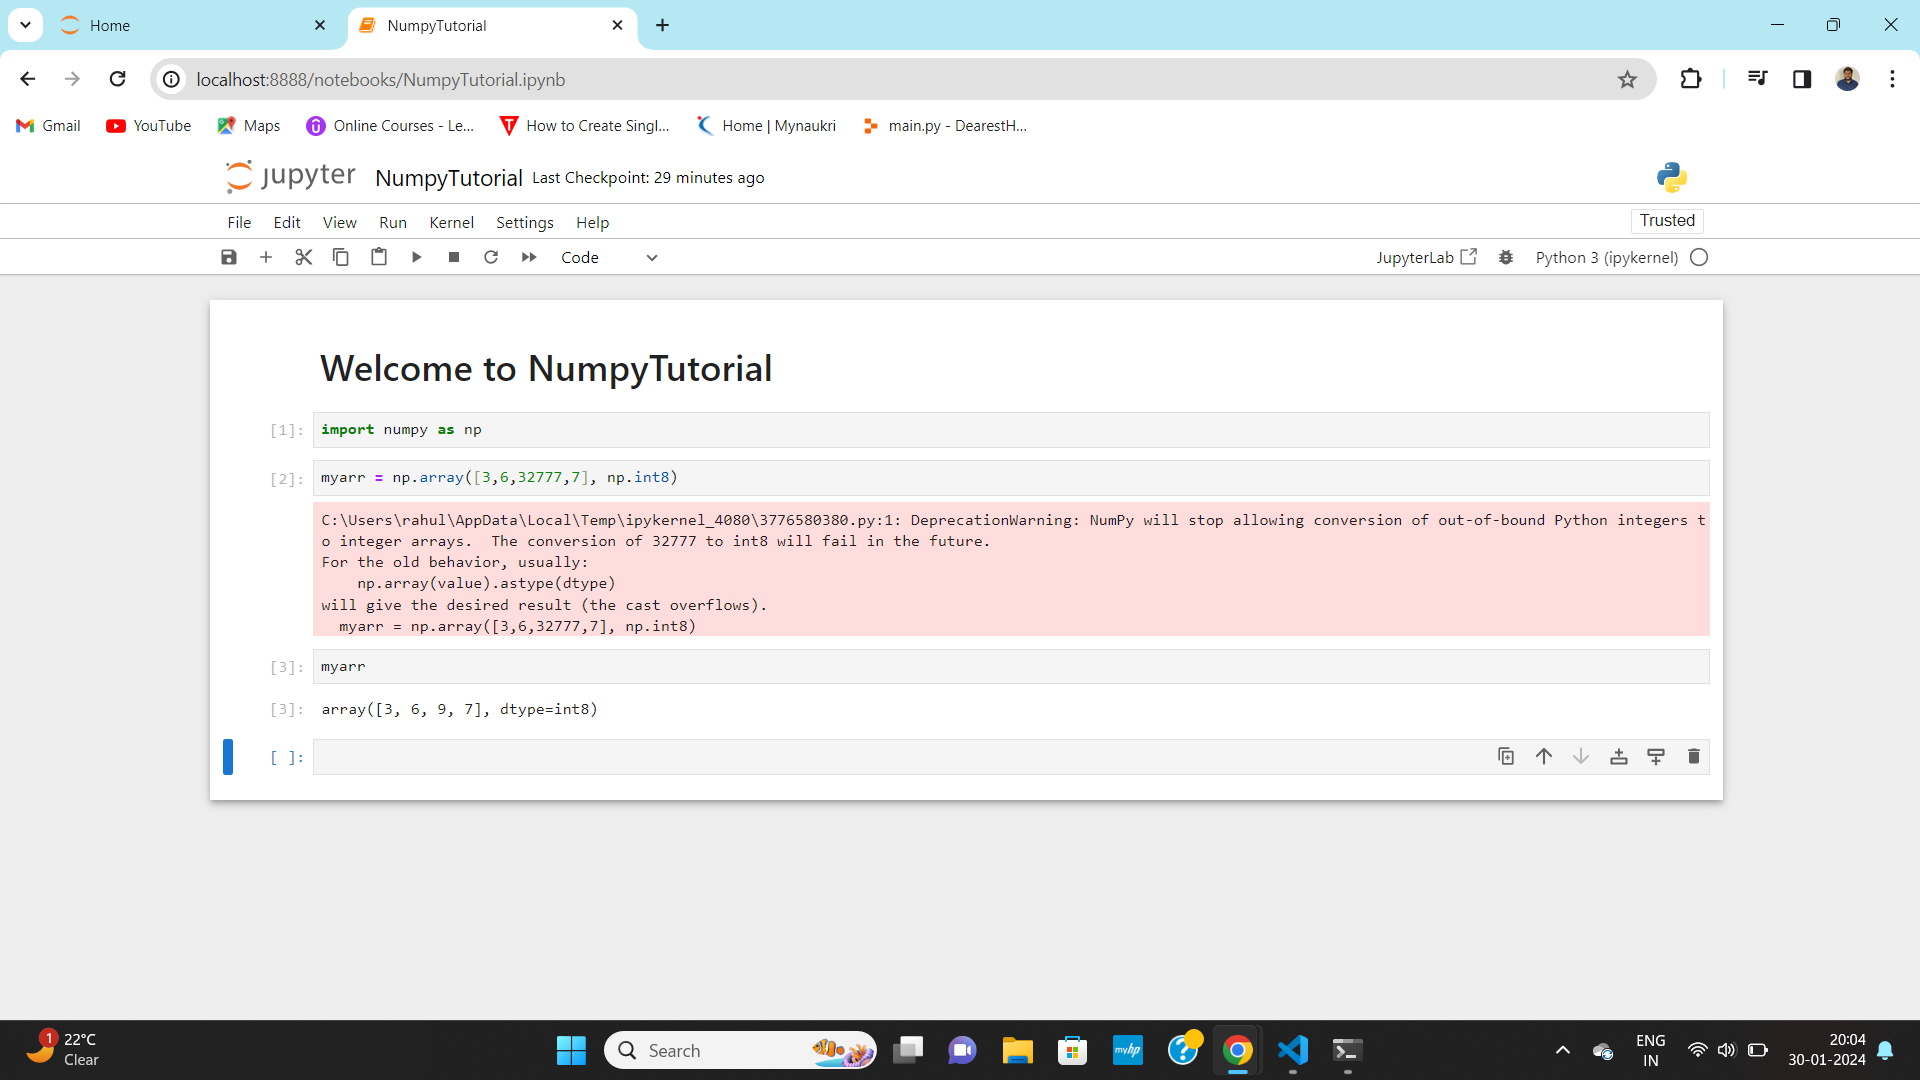 Home
NumpyTutorial
localhost:8888/notebooks/NumpyTutorial.ipynb
Gmail
YouTube
Maps
Online Courses - Le...
How to Create Singl...
Home | Mynaukri
main.py - DearestH...
jupyter NumpyTutorial Last Checkpoint: 29 minutes ago
File Edit View Run Kernel Settings Help
Trusted
Code
JupyterLab
Python 3 (ipykernel)
Welcome to NumpyTutorial
[1]: import numpy as np
[2]: myarr = np.array([3,6,32777,7], np.int8)
C:\Users\rahul\AppData\Local\Temp\ipykernel_4080\3776580380.py:1: DeprecationWarning: NumPy will stop allowing conversion of out-of-bound Python integers t
o integer arrays.  The conversion of 32777 to int8 will fail in the future.
For the old behavior, usually:
    np.array(value).astype(dtype)
will give the desired result (the cast overflows).
  myarr = np.array([3,6,32777,7], np.int8)
[3]: myarr
[3]: array([3, 6, 9, 7], dtype=int8)
[ ]:
1
22°C
Clear
Search
myhp
ENG
IN
20:04
30-01-2024